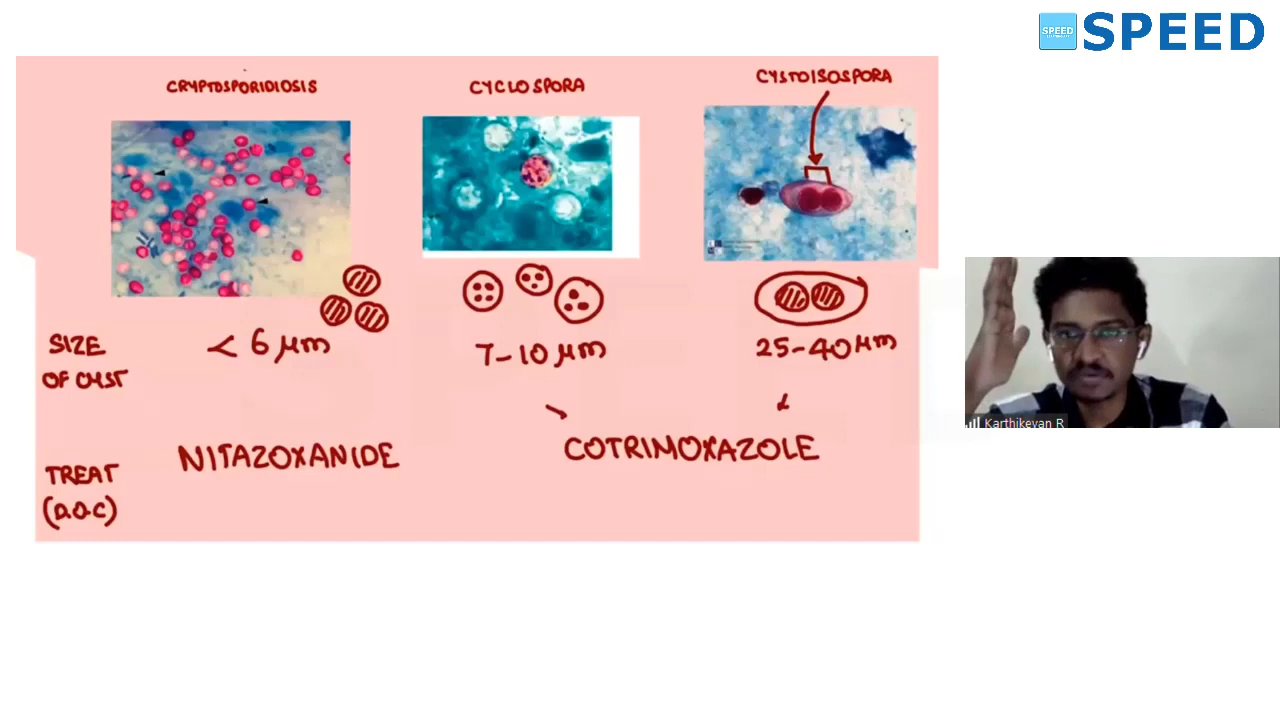 SPEED
SPEED
CRYPTOSPORIDIOSIS
CYCLOSPORA
CYSTOISOSPORA
SIZE
OF CYST
< 6 μm
7-10 μm
25-40 μm
TREAT
(D.O.C)
NITAZOXANIDE
COTRIMOXAZOLE
Karthikeyan R